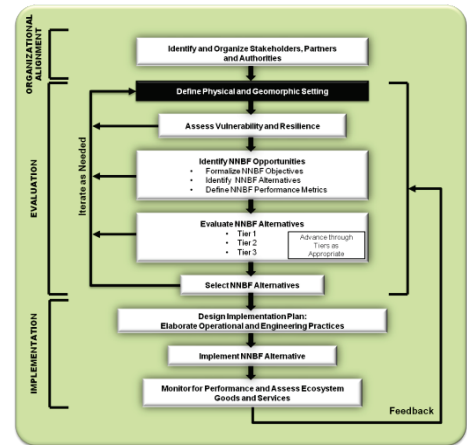 ORGANIZATIONAL
ALIGNMENT
Identify and Organize Stakeholders, Partners
and Authorities
EVALUATION
Iterate as Needed
Define Physical and Geomorphic Setting
Assess Vulnerability and Resilience
Identify NNBF Opportunities
• Formalize NNBF Objectives
• Identify NNBF Alternatives
• Define NNBF Performance Metrics
Evaluate NNBF Alternatives
• Tier 1
• Tier 2
• Tier 3
Advance through
Tiers as
Appropriate
Select NNBF Alternatives
IMPLEMENTATION
Design Implementation Plan:
Elaborate Operational and Engineering Practices
Implement NNBF Alternative
Monitor for Performance and Assess Ecosystem
Goods and Services
Feedback